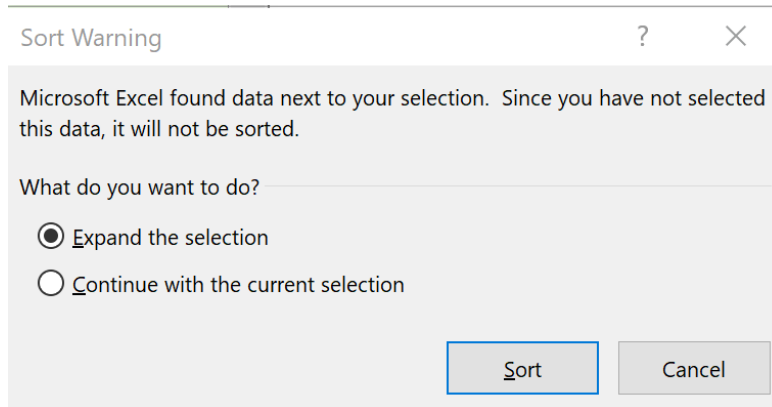 Sort Warning ?
Microsoft Excel found data next to your selection.  Since you have not selected
this data, it will not be sorted.
What do you want to do?
Expand the selection
Continue with the current selection
Sort Cancel